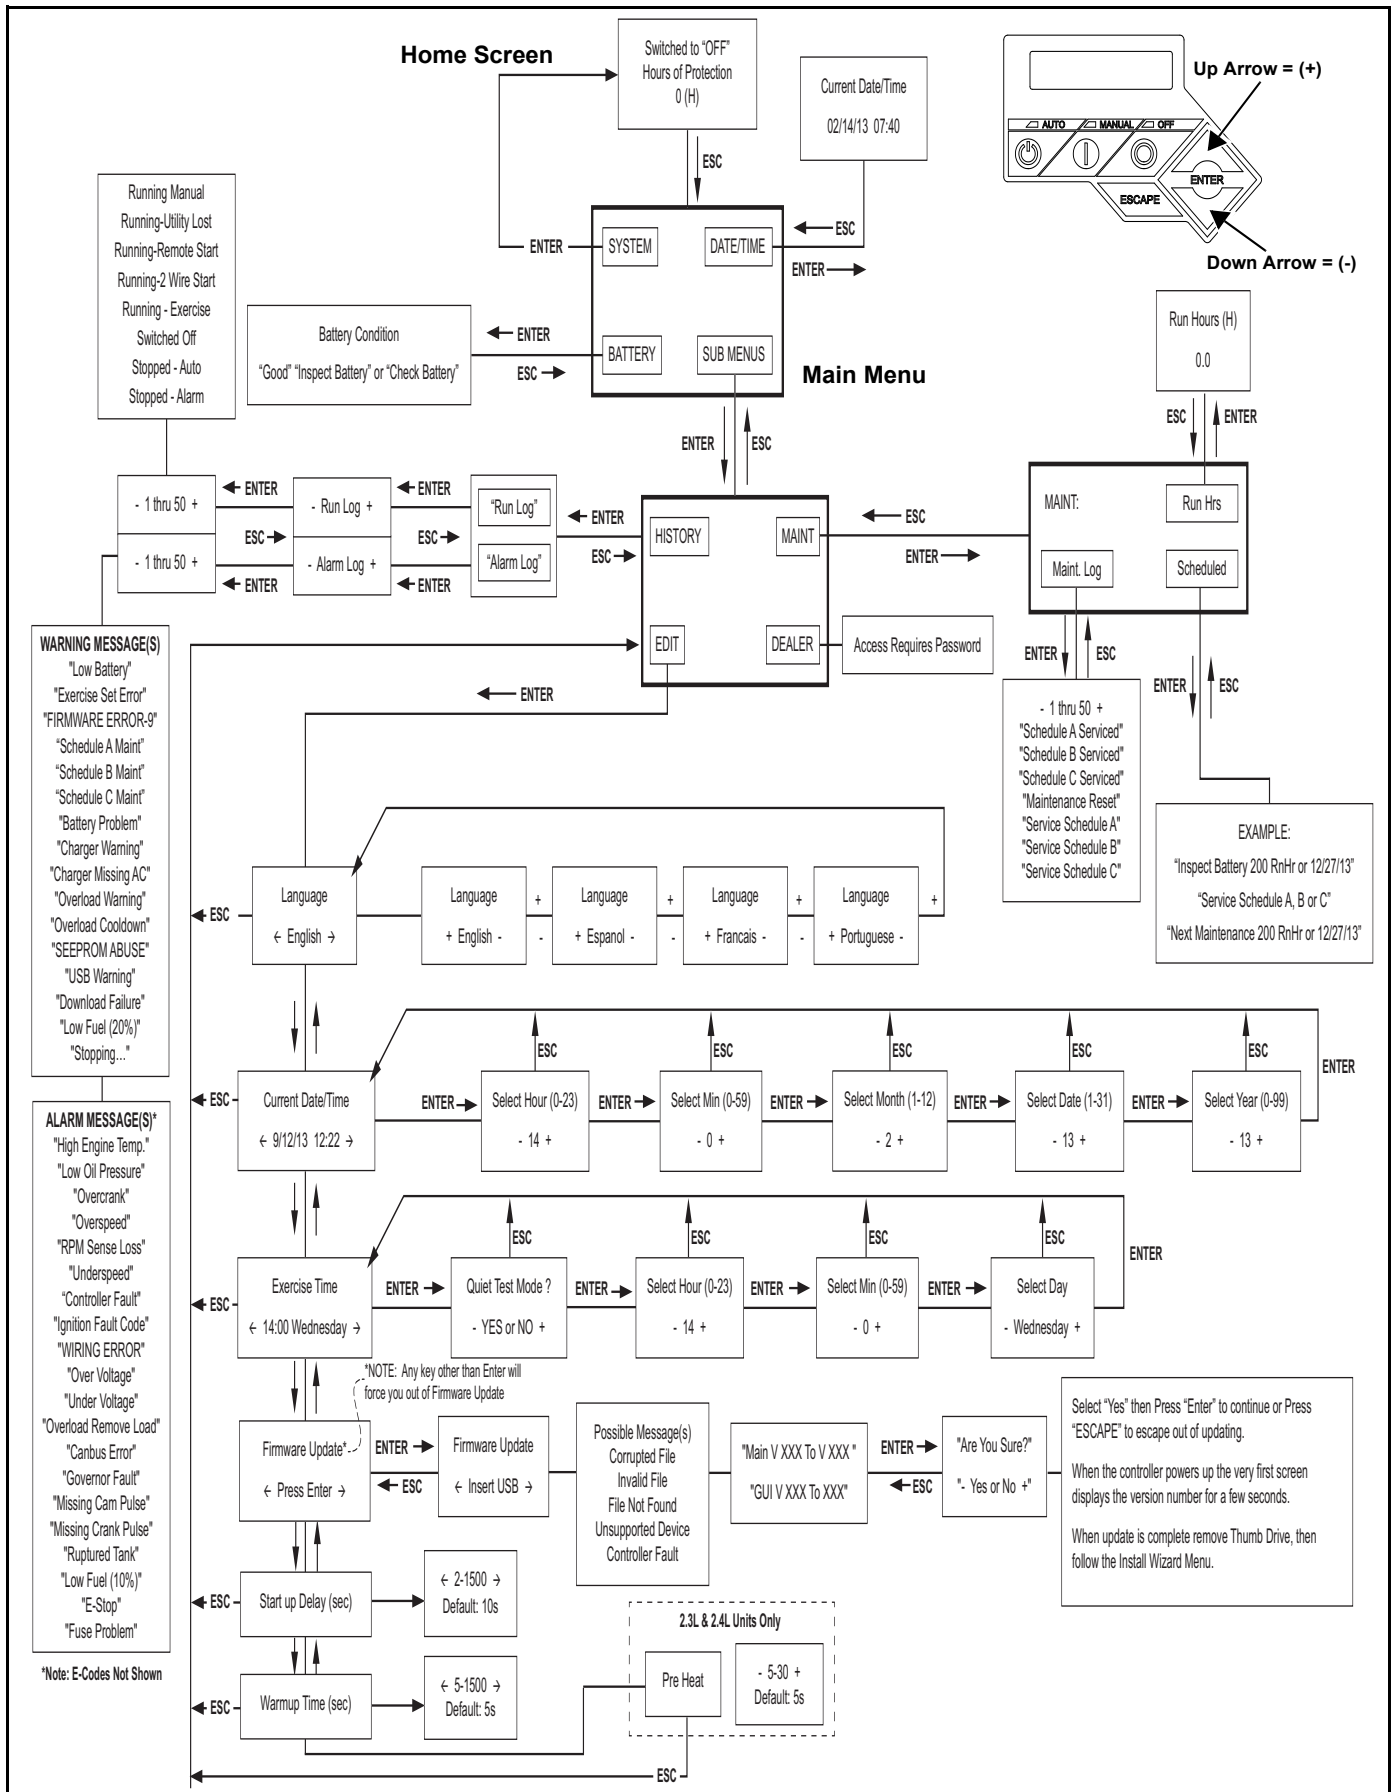 Home Screen
Switched to “OFF”
Hours of Protection
0 (H)
Current Date/Time
02/14/13 07:40
Up Arrow = (+)
AUTO
MANUAL
OFF
ENTER
ESCAPE
Down Arrow = (-)
ESC
Running Manual
Running-Utility Lost
Running-Remote Start
Running-2 Wire Start
Running - Exercise
Switched Off
Stopped - Auto
Stopped - Alarm
ENTER
SYSTEM
DATE/TIME
ESC
ENTER
Battery Condition
“Good” “Inspect Battery” or “Check Battery”
ENTER
ESC
BATTERY
SUB MENUS
Main Menu
Run Hours (H)
0.0
ESC
ENTER
ENTER
ESC
- 1 thru 50 +
ENTER
- Run Log +
ENTER
“Run Log”
ENTER
ESC
ESC
ESC
- 1 thru 50 +
ENTER
- Alarm Log +
ENTER
“Alarm Log”
HISTORY
MAINT
ESC
ENTER
MAINT:
Run Hrs
Maint. Log
Scheduled
EDIT
DEALER
Access Requires Password
ENTER
ENTER
ESC
ENTER
ESC
- 1 thru 50 +
"Schedule A Serviced"
"Schedule B Serviced"
"Schedule C Serviced"
"Maintenance Reset"
"Service Schedule A"
"Service Schedule B"
"Service Schedule C"
EXAMPLE:
“Inspect Battery 200 RnHr or 12/27/13”
“Service Schedule A, B or C”
“Next Maintenance 200 RnHr or 12/27/13”
WARNING MESSAGE(S)
"Low Battery"
"Exercise Set Error"
"FIRMWARE ERROR-9"
“Schedule A Maint”
“Schedule B Maint”
“Schedule C Maint”
"Battery Problem"
"Charger Warning"
"Charger Missing AC"
"Overload Warning"
"Overload Cooldown"
"SEEPROM ABUSE"
"USB Warning"
"Download Failure"
"Low Fuel (20%)"
"Stopping..."
ALARM MESSAGE(S)*
"High Engine Temp."
"Low Oil Pressure"
"Overcrank"
"Overspeed"
"RPM Sense Loss"
"Underspeed"
"Controller Fault"
"Ignition Fault Code"
"WIRING ERROR"
"Over Voltage"
"Under Voltage"
"Overload Remove Load"
"Canbus Error"
"Governor Fault"
"Missing Cam Pulse"
"Missing Crank Pulse"
"Ruptured Tank"
"Low Fuel (10%)"
"E-Stop"
"Fuse Problem"
*Note: E-Codes Not Shown
ESC
Language
← English →
Language
+ English -
+
-
Language
+ Espanol -
+
-
Language
+ Francais -
+
-
Language
+ Portuguese -
+
ESC
Current Date/Time
← 9/12/13 12:22 →
ENTER
Select Hour (0-23)
- 14 +
ESC
ENTER
Select Min (0-59)
- 0 +
ESC
ENTER
Select Month (1-12)
- 2 +
ESC
ENTER
Select Date (1-31)
- 13 +
ESC
ENTER
Select Year (0-99)
- 13 +
ESC
ENTER
ESC
Exercise Time
← 14:00 Wednesday →
ENTER
Quiet Test Mode ?
- YES or NO +
ESC
ENTER
Select Hour (0-23)
- 14 +
ESC
ENTER
Select Min (0-59)
- 0 +
ESC
ENTER
Select Day
- Wednesday +
ESC
ENTER
*NOTE: Any key other than Enter will
force you out of Firmware Update
Firmware Update*
← Press Enter →
ENTER
ESC
Firmware Update
← Insert USB →
Possible Message(s)
Corrupted File
Invalid File
File Not Found
Unsupported Device
Controller Fault
"Main V XXX To V XXX "
"GUI V XXX To XXX"
ENTER
ESC
"Are You Sure?"
"- Yes or No +"
Select “Yes” then Press “Enter” to continue or Press
“ESCAPE” to escape out of updating.
When the controller powers up the very first screen
displays the version number for a few seconds.
When update is complete remove Thumb Drive, then
follow the Install Wizard Menu.
ESC
Start up Delay (sec)
← 2-1500 →
Default: 10s
ESC
Warmup Time (sec)
← 5-1500 →
Default: 5s
2.3L & 2.4L Units Only
Pre Heat
- 5-30 +
Default: 5s
ESC